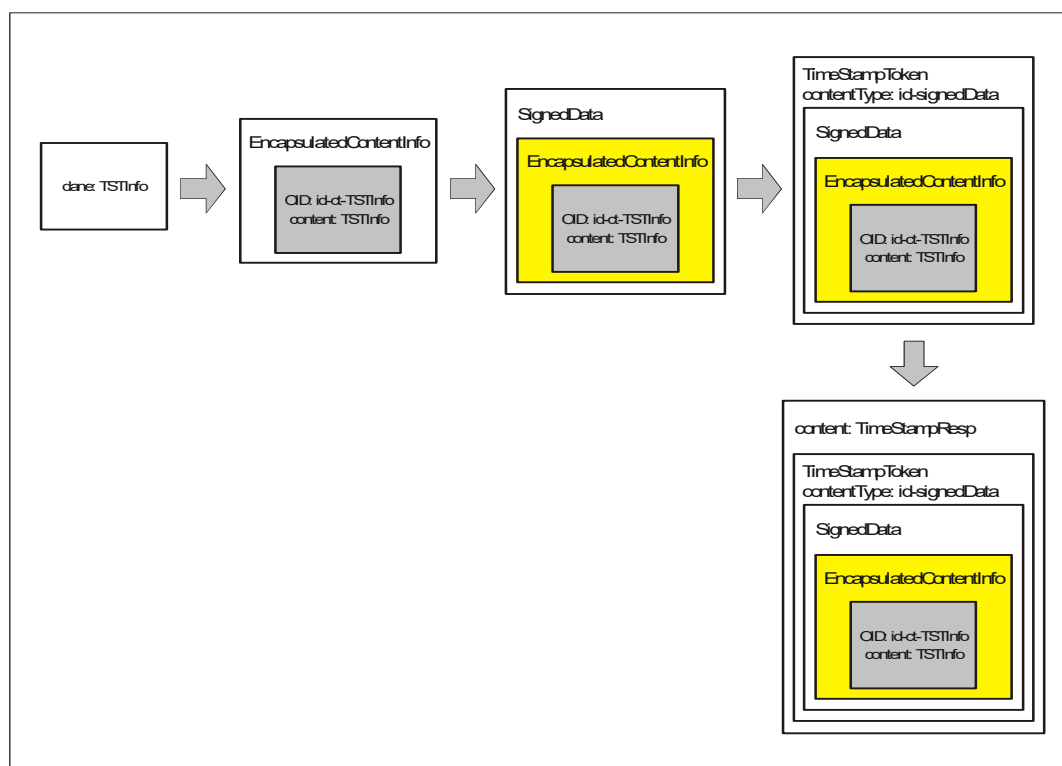 dane: TSTInfo
EncapsulatedContentInfo
OID: id-ct-TSTInfo
content: TSTInfo
SignedData
EncapsulatedContentInfo
OID: id-ct-TSTInfo
content: TSTInfo
TimeStampToken
contentType: id-signedData
SignedData
EncapsulatedContentInfo
OID: id-ct-TSTInfo
content: TSTInfo
content: TimeStampResp
TimeStampToken
contentType: id-signedData
SignedData
EncapsulatedContentInfo
OID: id-ct-TSTInfo
content: TSTInfo